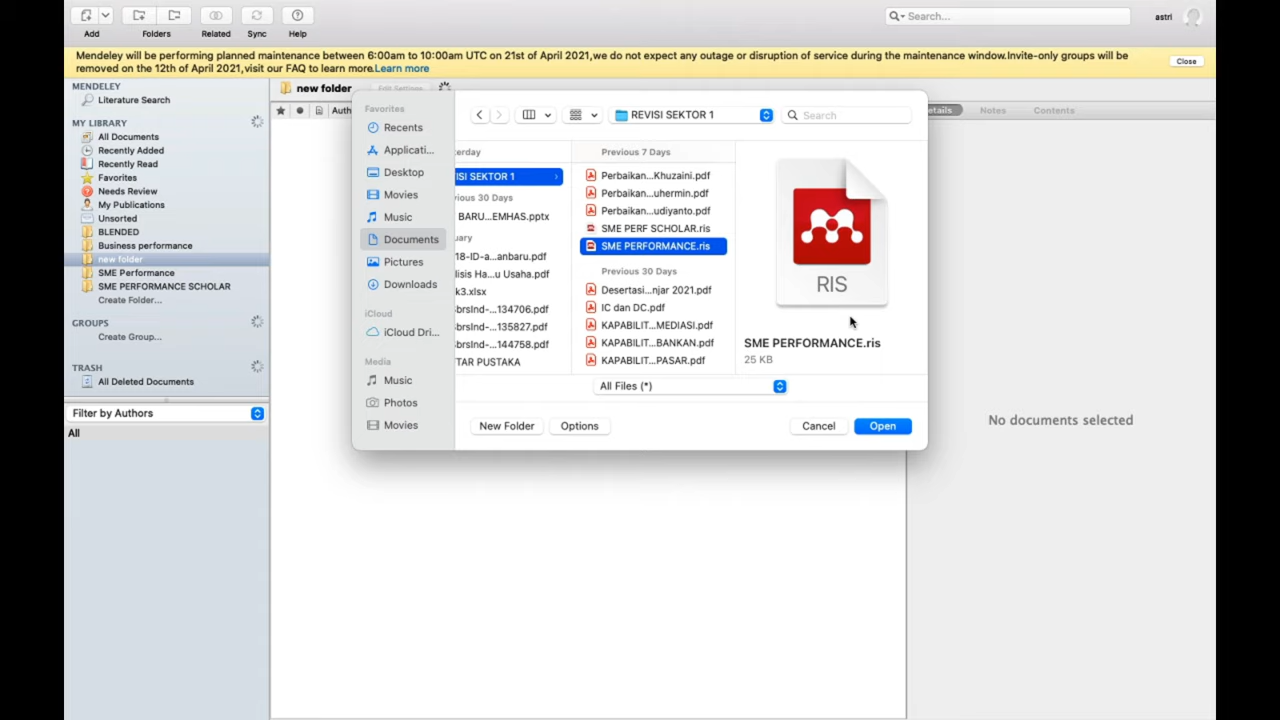 Add
Folders
Related
Sync
Help
Search...
astri
Mendeley will be performing planned maintenance between 6:00am to 10:00am UTC on 21st of April 2021,we do not expect any outage or disruption of service during the maintenance window.Invite-only groups will be
removed on the 12th of April 2021,visit our FAQ to learn more.Learn more
Close
MENDELEY
Literature Search
MY LIBRARY
All Documents
Recently Added
Recently Read
Favorites
Needs Review
My Publications
Unsorted
BLENDED
Business performance
new folder
SME Performance
SME PERFORMANCE SCHOLAR
Create Folder...
GROUPS
Create Group...
TRASH
All Deleted Documents
Filter by Authors
All
new folder
Edit Settings
Auth
Favorites
Recents
Applicati...
Desktop
Movies
Music
Documents
Pictures
Downloads
iCloud
iCloud Dri...
Media
Music
Photos
Movies
REVISI SEKTOR 1
Search
terday
ISI SEKTOR 1
vious 30 Days
BARU...EMHAS.pptx
uary
18-ID-a...anbaru.pdf
lisis Ha...u Usaha.pdf
k3.xlsx
brsInd-...134706.pdf
brsInd-...135827.pdf
brsInd-...144758.pdf
TAR PUSTAKA
Previous 7 Days
Perbaikan...Khuzaini.pdf
Perbaikan...uhermin.pdf
Perbaikan...udiyanto.pdf
SME PERF SCHOLAR.ris
SME PERFORMANCE.ris
Previous 30 Days
Desertasi...njar 2021.pdf
IC dan DC.pdf
KAPABILIT...MEDIASI.pdf
KAPABILIT...BANKAN.pdf
KAPABILIT...PASAR.pdf
RIS
SME PERFORMANCE.ris
25 KB
All Files (*)
New Folder
Options
Cancel
Open
etails
Notes
Contents
No documents selected